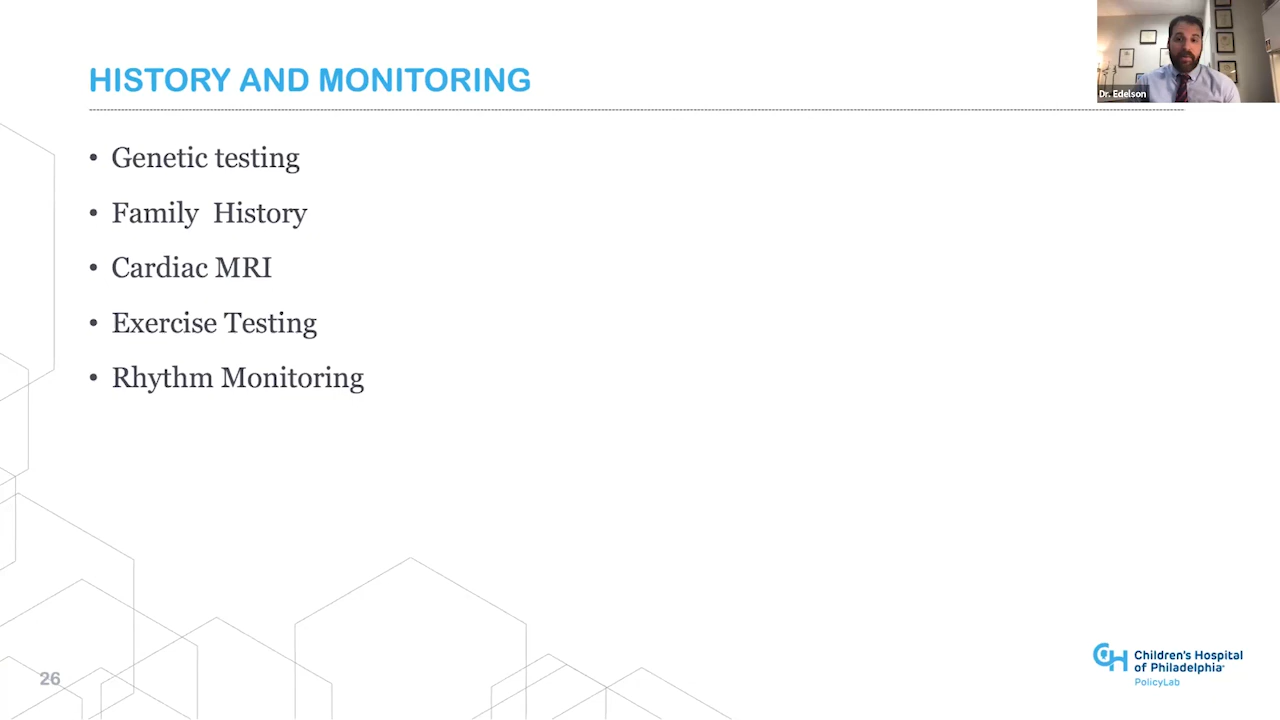 HISTORY AND MONITORING
Dr. Edelson
• Genetic testing
• Family  History
• Cardiac MRI
• Exercise Testing
• Rhythm Monitoring
26
CH Children's Hospital
of Philadelphia
PolicyLab